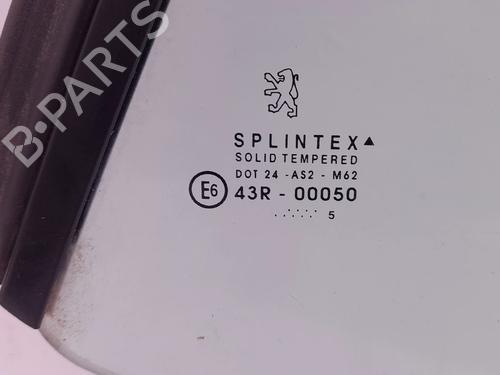 B-PARTS
SPLINTEX▲
SOLID TEMPERED
DOT 24 -AS2 - M62
E6 43R - 00050
.:::::. 5